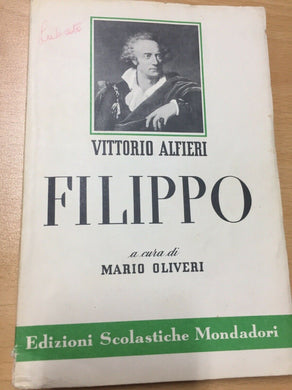 VITTORIO ALFIERI
FILIPPO
a cura di
MARIO OLIVERI
Edizioni Scolastiche Mondadori